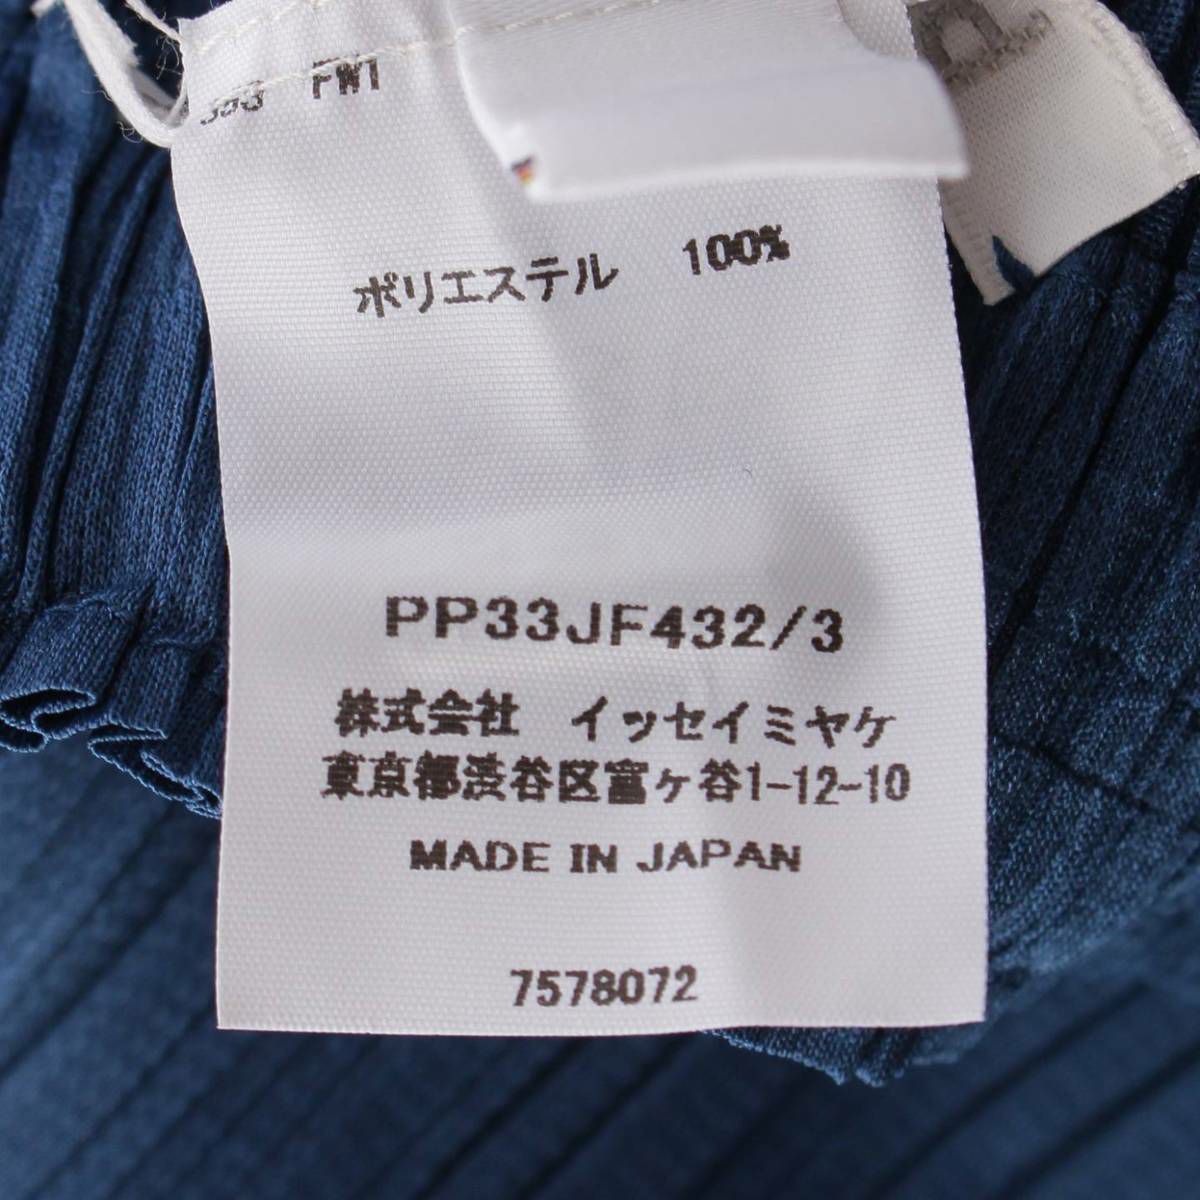 FW1
ポリエステル 100%
PP33JF432/3
株式会社 イッセイミヤケ
東京都渋谷区富ヶ谷1-12-10
MADE IN JAPAN
7578072